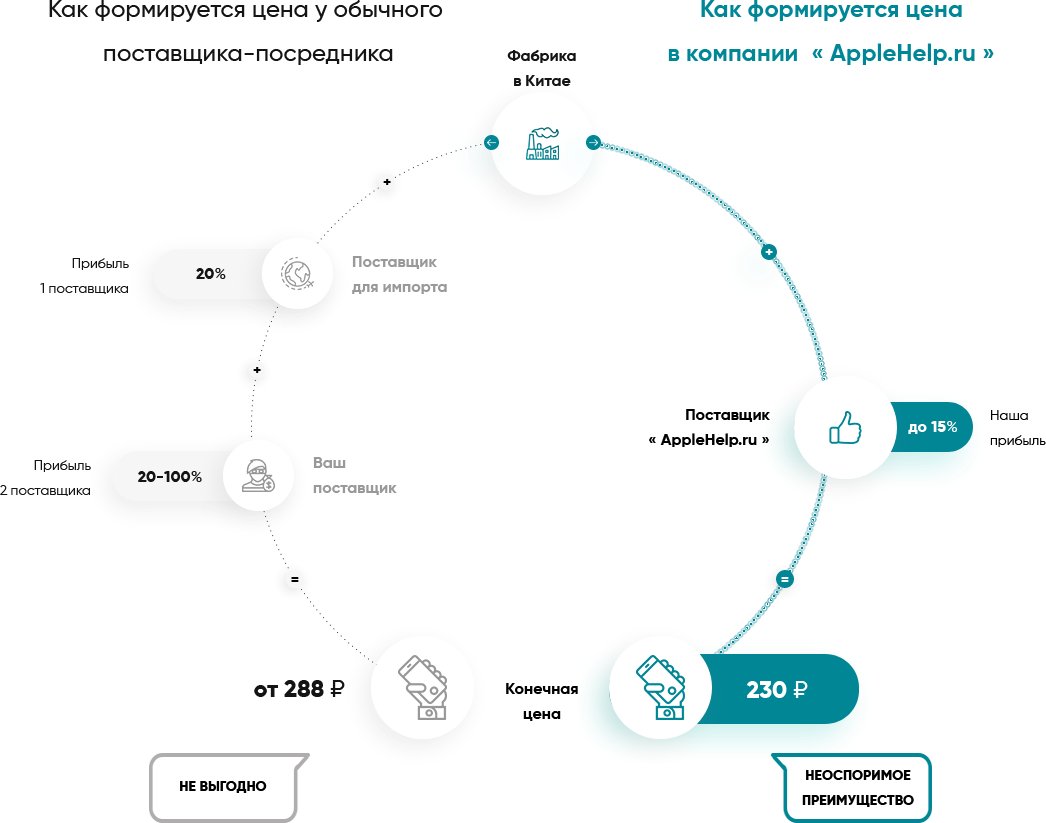 Как формируется цена у обычного
поставщика-посредника
Как формируется цена
в компании « AppleHelp.ru »
Фабрика
в Китае
←
→
+
+
Прибыль
1 поставщика
20%
Поставщик
для импорта
+
Поставщик
« AppleHelp.ru »
до 15%
Наша
прибыль
Прибыль
2 поставщика
20-100%
Ваш
поставщик
=
=
от 288 ₽
Конечная
цена
230 ₽
НЕ ВЫГОДНО
НЕОСПОРИМОЕ
ПРЕИМУЩЕСТВО